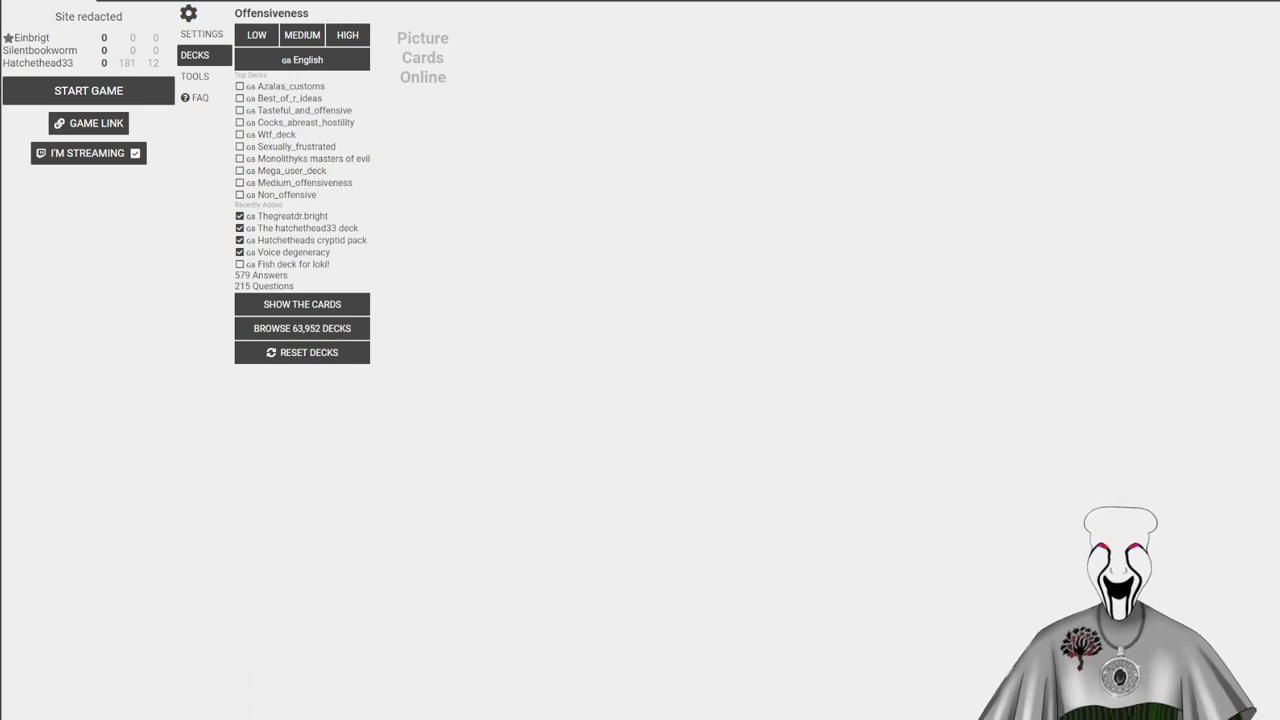 Site redacted
Einbrigt 0 0 0
Silentbookworm 0 0 0
Hatchethead33 0 181 12
START GAME
GAME LINK
I'M STREAMING
SETTINGS
DECKS
TOOLS
FAQ
Offensiveness
LOW MEDIUM HIGH
GB English
Top Decks
GB Azalas_customs
GB Best_of_r_ideas
GB Tasteful_and_offensive
GB Cocks_abreast_hostility
GB Wtf_deck
GB Sexually_frustrated
GB Monolithyks masters of evil
GB Mega_user_deck
GB Medium_offensiveness
GB Non_offensive
Recently Added
GB Thegreatdr.bright
GB The hatchethead33 deck
GB Hatchetheads cryptid pack
GB Voice degeneracy
GB Fish deck for loki!
579 Answers
215 Questions
SHOW THE CARDS
BROWSE 63,952 DECKS
RESET DECKS
Picture
Cards
Online